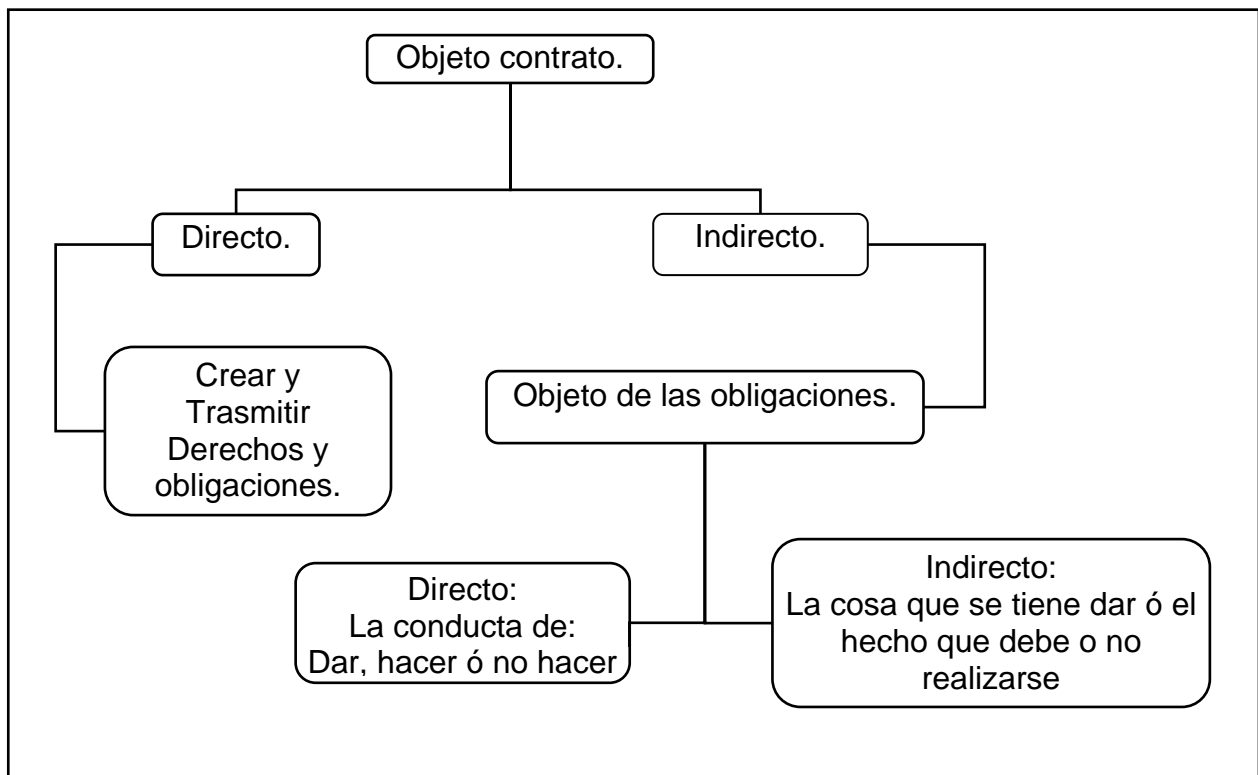 Objeto contrato.
Directo.
Indirecto.
Crear y
Trasmitir
Derechos y
obligaciones.
Objeto de las obligaciones.
Directo:
La conducta de:
Dar, hacer ó no hacer
Indirecto:
La cosa que se tiene dar ó el
hecho que debe o no
realizarse